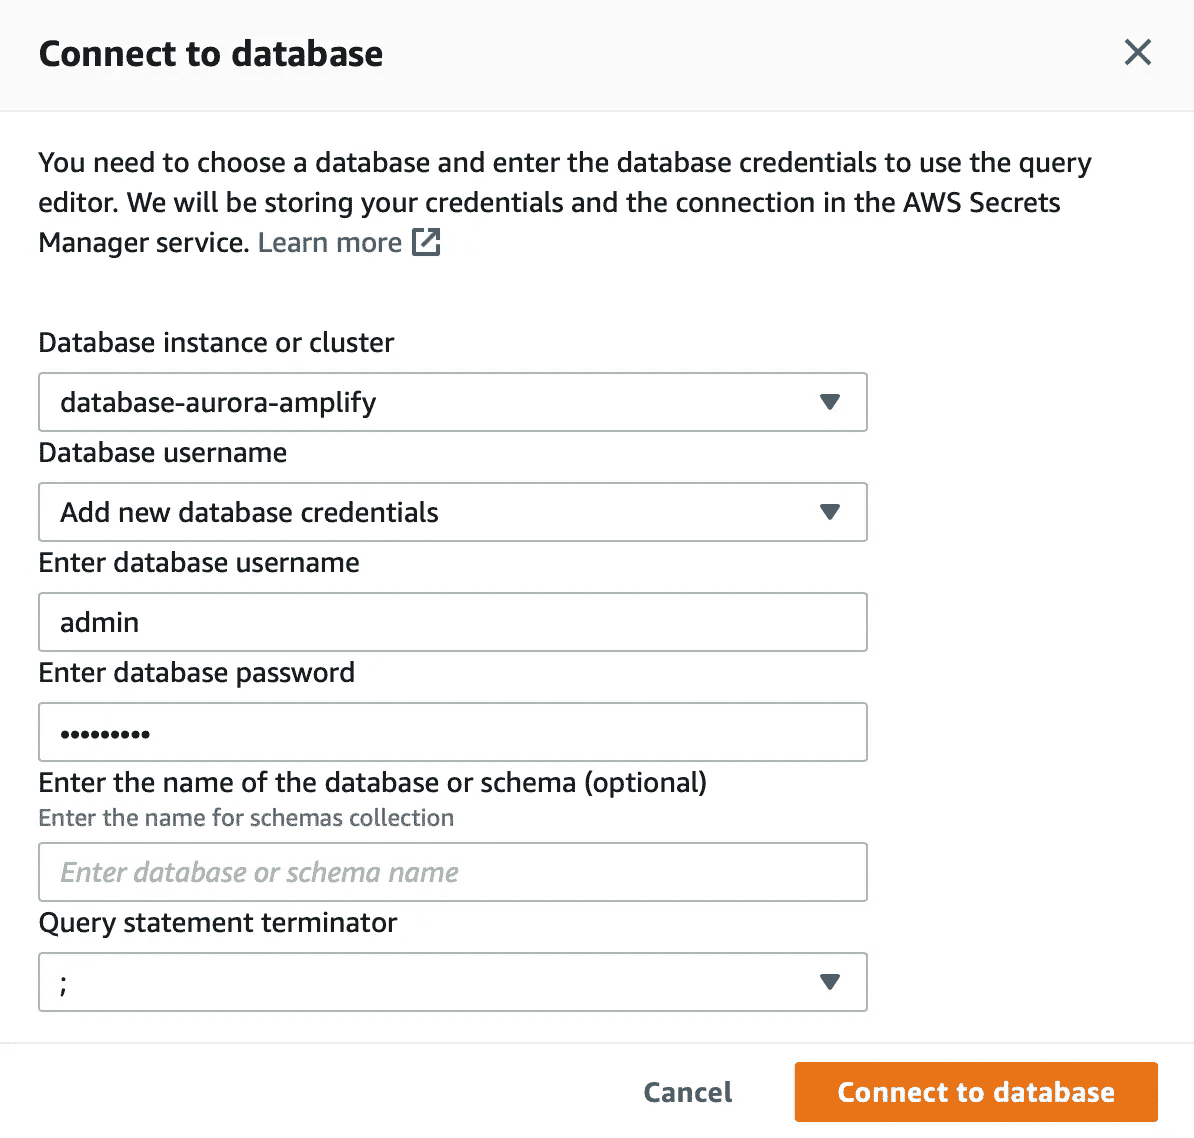 Connect to database
You need to choose a database and enter the database credentials to use the query
editor. We will be storing your credentials and the connection in the AWS Secrets
Manager service. Learn more
Database instance or cluster
database-aurora-amplify
Database username
Add new database credentials
Enter database username
admin
Enter database password
•••••••••
Enter the name of the database or schema (optional)
Enter the name for schemas collection
Enter database or schema name
Query statement terminator
;
Cancel
Connect to database